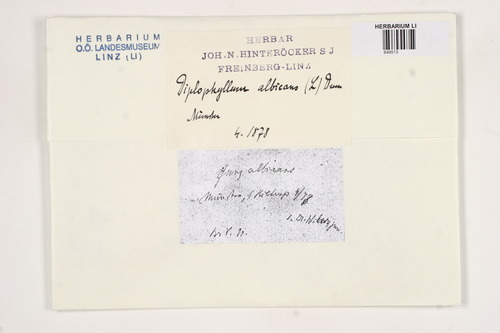 HERBARIUM
O.Ö. LANDESMUSEUM
LINZ (LI)
HERBAR
JOH. N. HINTERÖCKER S J
FREINBERG-LINZ
HERBARIUM LI
Diplophyllum albicans (L) Dum
Münster
4. 1878
Jung albicans
Münster